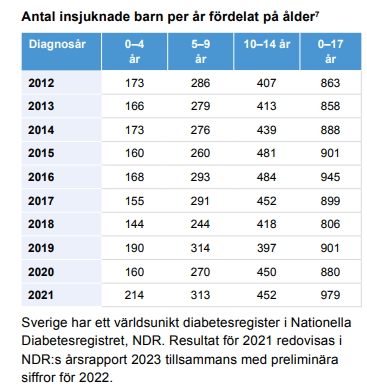 Antal insjuknade barn per år fördelat på ålder7
Diagnosår 0–4 år 5–9 år 10–14 år 0–17 år
2012 173 286 407 863
2013 166 279 413 858
2014 173 276 439 888
2015 160 260 481 901
2016 168 293 484 945
2017 155 291 452 899
2018 144 244 418 806
2019 190 314 397 901
2020 160 270 450 880
2021 214 313 452 979
Sverige har ett världsunikt diabetesregister i Nationella
Diabetesregistret, NDR. Resultat för 2021 redovisas i
NDR:s årsrapport 2023 tillsammans med preliminära
siffror för 2022.